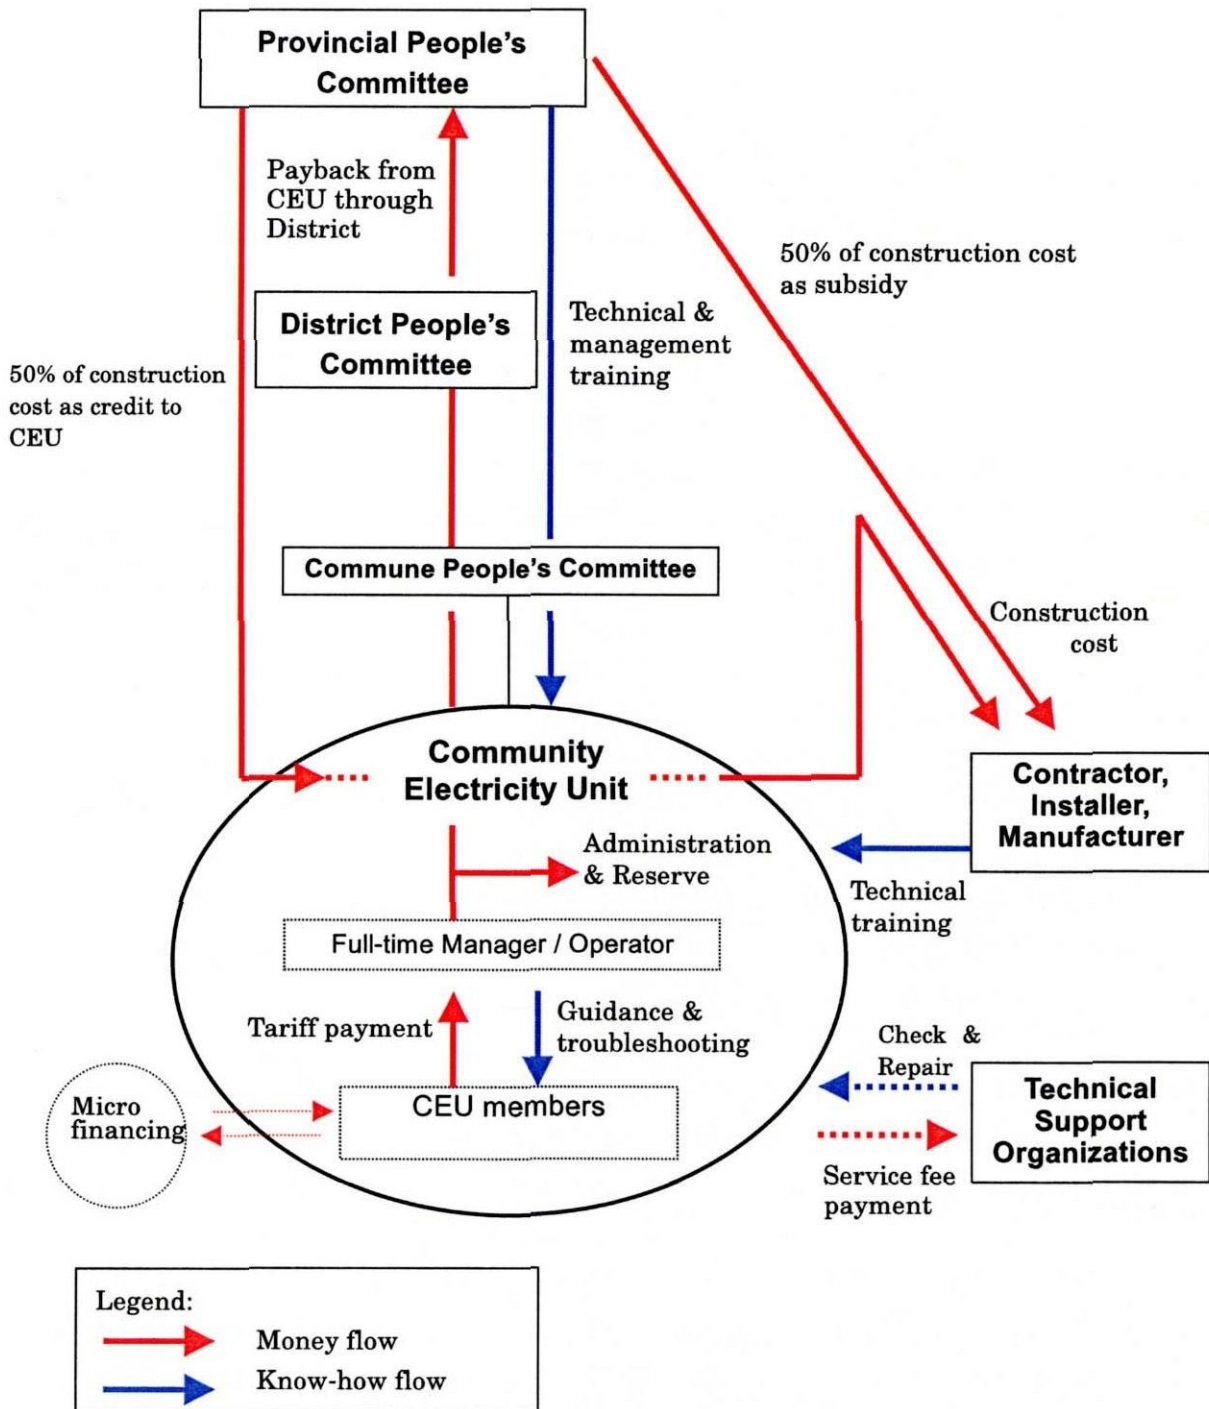 Provincial People's
Committee
Payback from
CEU through
District
50% of construction cost
as subsidy
District People's
Committee
Technical &
management
training
50% of construction
cost as credit to
CEU
Commune People's Committee
Construction
cost
Community
Electricity Unit
Contractor,
Installer,
Manufacturer
Administration
& Reserve
Technical
training
Full-time Manager / Operator
Tariff payment
Guidance &
troubleshooting
Check &
Repair
Micro
financing
CEU members
Technical
Support
Organizations
Service fee
payment
Legend:
Money flow
Know-how flow